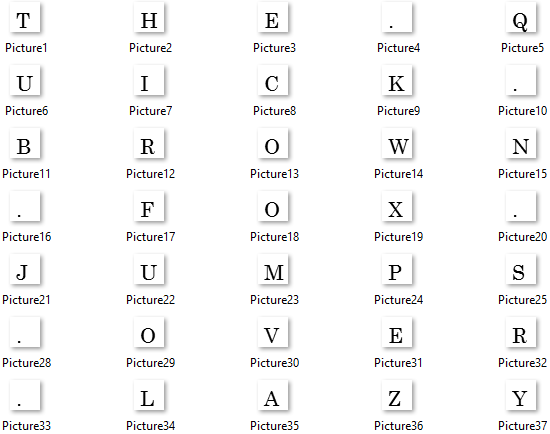 T H E . Q
Picture1 Picture2 Picture3 Picture4 Picture5
U I C K .
Picture6 Picture7 Picture8 Picture9 Picture10
B R O W N
Picture11 Picture12 Picture13 Picture14 Picture15
. F O X .
Picture16 Picture17 Picture18 Picture19 Picture20
J U M P S
Picture21 Picture22 Picture23 Picture24 Picture25
. O V E R
Picture28 Picture29 Picture30 Picture31 Picture32
. L A Z Y
Picture33 Picture34 Picture35 Picture36 Picture37